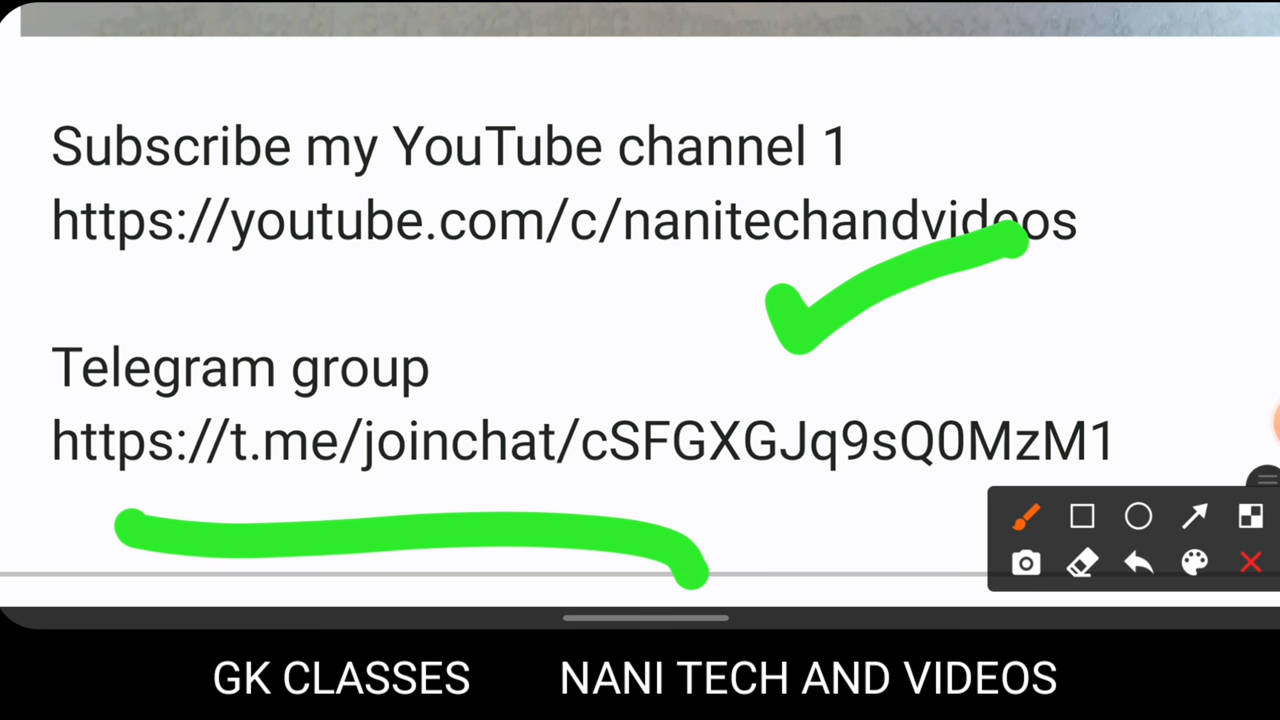 Subscribe my YouTube channel 1
https://youtube.com/c/nanitechandvideos
Telegram group
https://t.me/joinchat/cSFGXGJq9sQ0MzM1
GK CLASSES NANI TECH AND VIDEOS